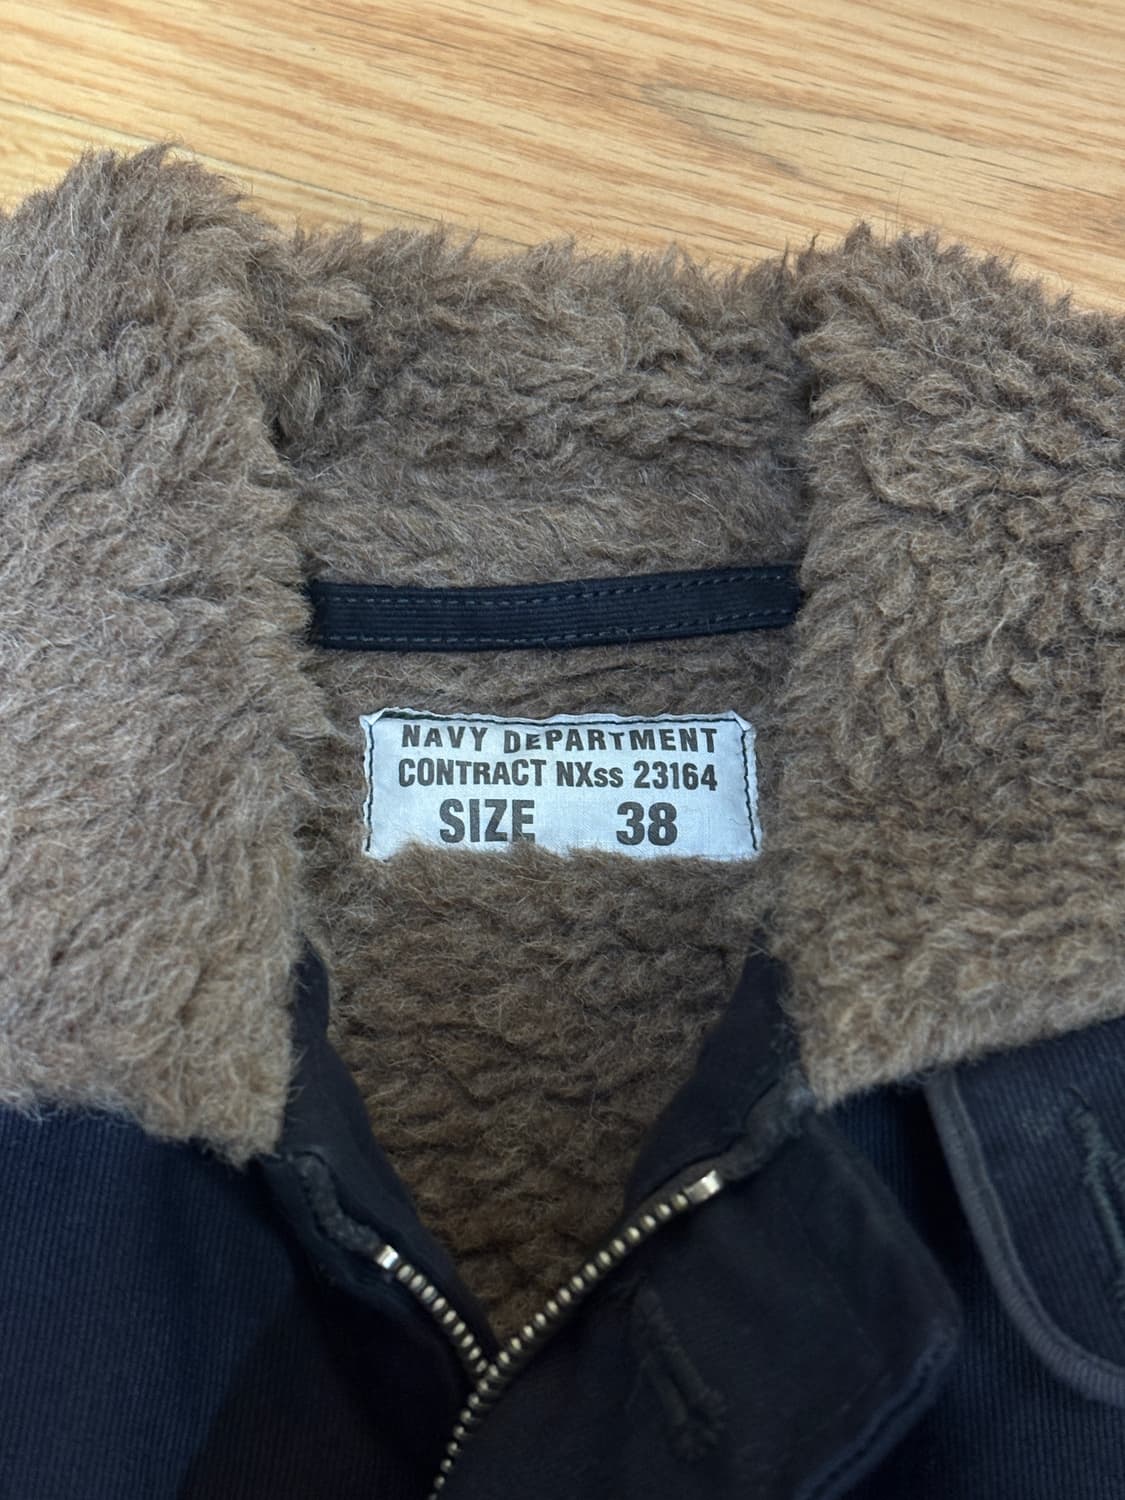 NAVY DEPARTMENT
CONTRACT NXss 23164
SIZE 38